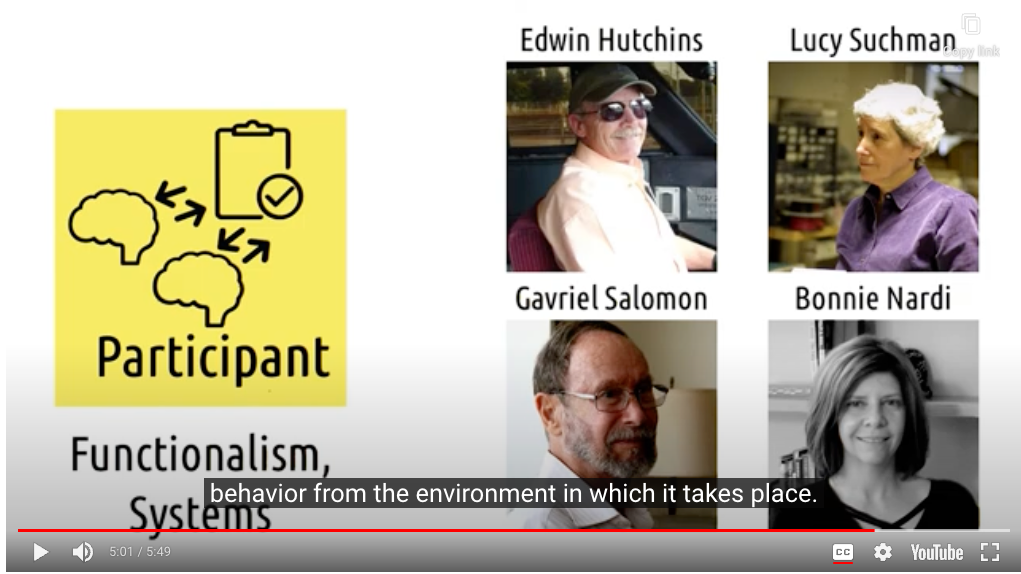 Edwin Hutchins
Lucy Suchman
Copy link
Gavriel Salomon
Bonnie Nardi
Participant
Functionalism,
Systems
behavior from the environment in which it takes place.
5:01 / 5:49
CC
YouTube